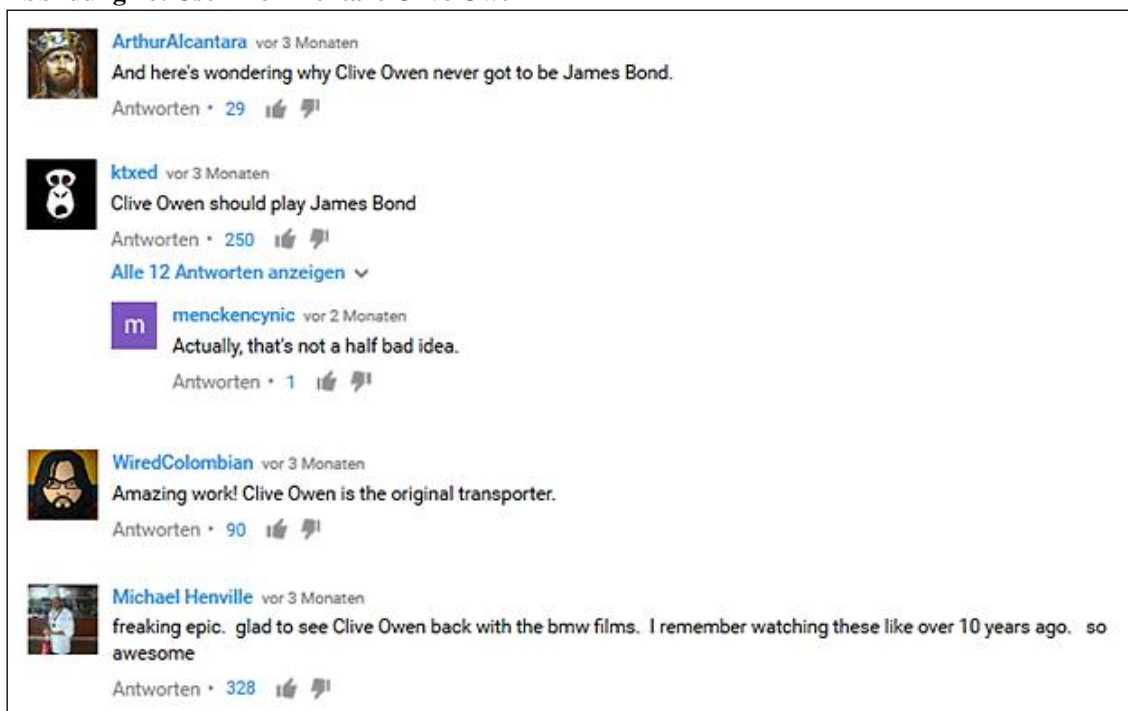 ArthurAlcantara vor 3 Monaten
And here's wondering why Clive Owen never got to be James Bond.
Antworten • 29
ktxed vor 3 Monaten
Clive Owen should play James Bond
Antworten • 250
Alle 12 Antworten anzeigen
m
menckencynic vor 2 Monaten
Actually, that's not a half bad idea.
Antworten • 1
WiredColombian vor 3 Monaten
Amazing work! Clive Owen is the original transporter.
Antworten • 90
Michael Henville vor 3 Monaten
freaking epic. glad to see Clive Owen back with the bmw films. I remember watching these like over 10 years ago. so
awesome
Antworten • 328